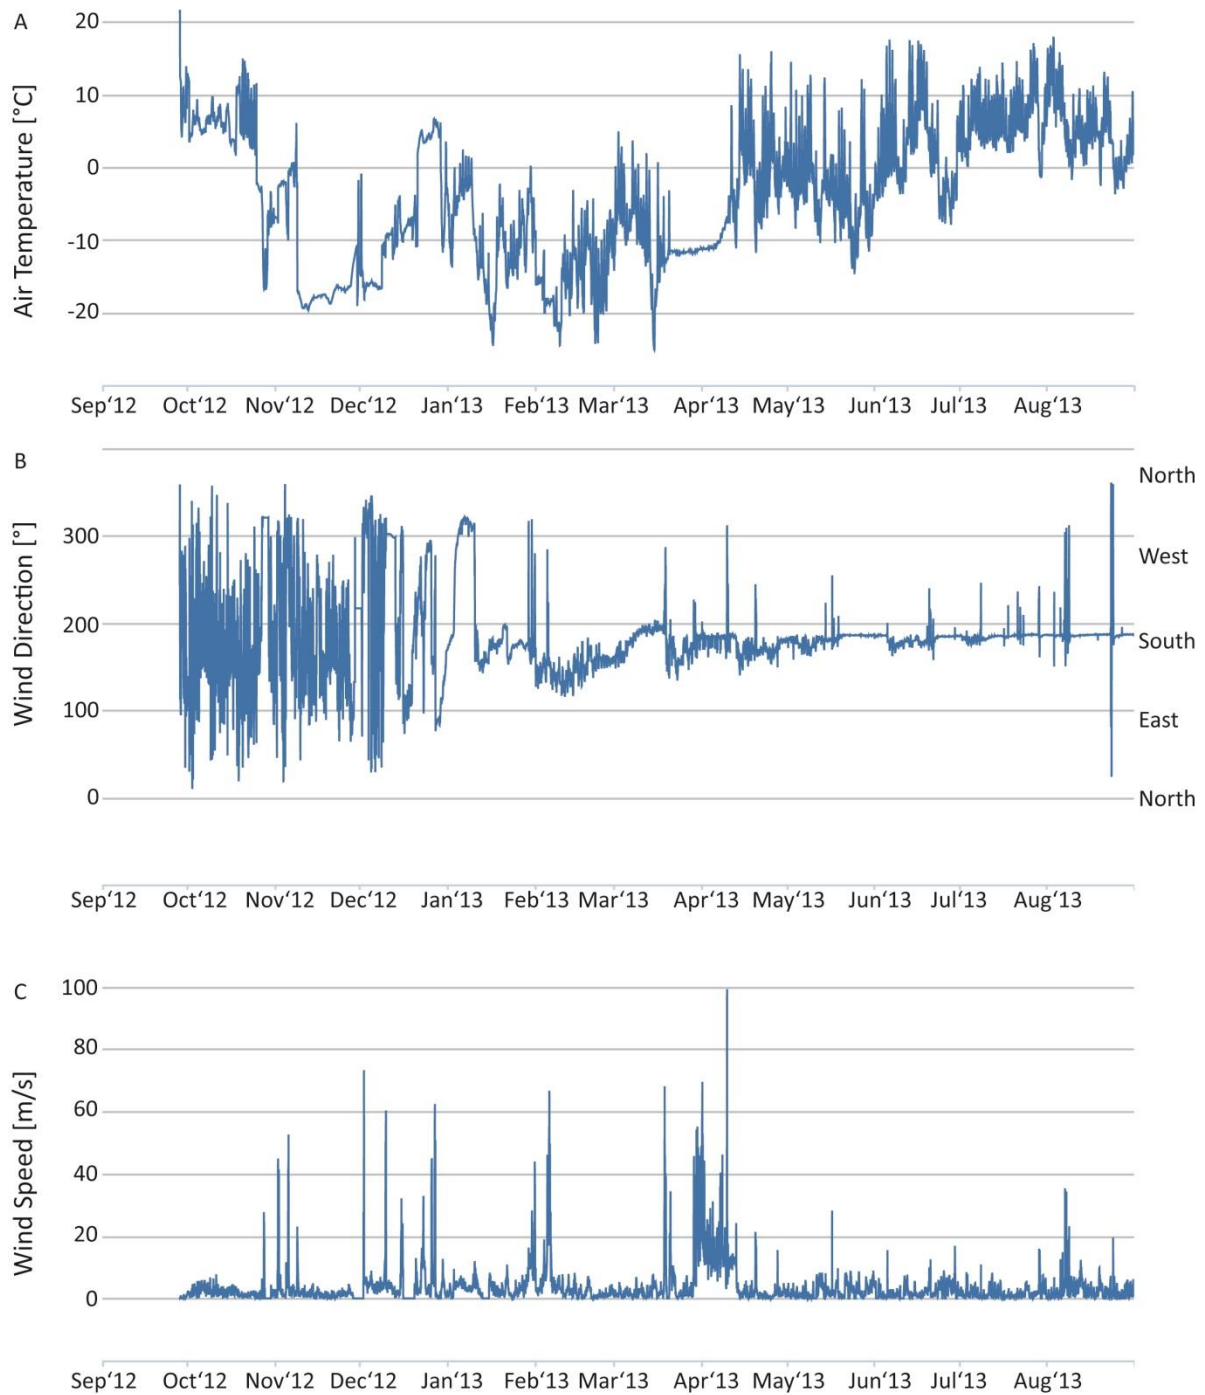 A
Air Temperature [°C]
20
10
0
-10
-20
Sep‘12 Oct‘12 Nov‘12 Dec‘12 Jan‘13 Feb‘13 Mar‘13 Apr‘13 May‘13 Jun‘13 Jul‘13 Aug‘13
B
Wind Direction [°]
300
200
100
0
North
West
South
East
North
Sep‘12 Oct‘12 Nov‘12 Dec‘12 Jan‘13 Feb‘13 Mar‘13 Apr‘13 May‘13 Jun‘13 Jul‘13 Aug‘13
C
Wind Speed [m/s]
100
80
60
40
20
0
Sep‘12 Oct‘12 Nov‘12 Dec‘12 Jan‘13 Feb‘13 Mar‘13 Apr‘13 May‘13 Jun‘13 Jul‘13 Aug‘13